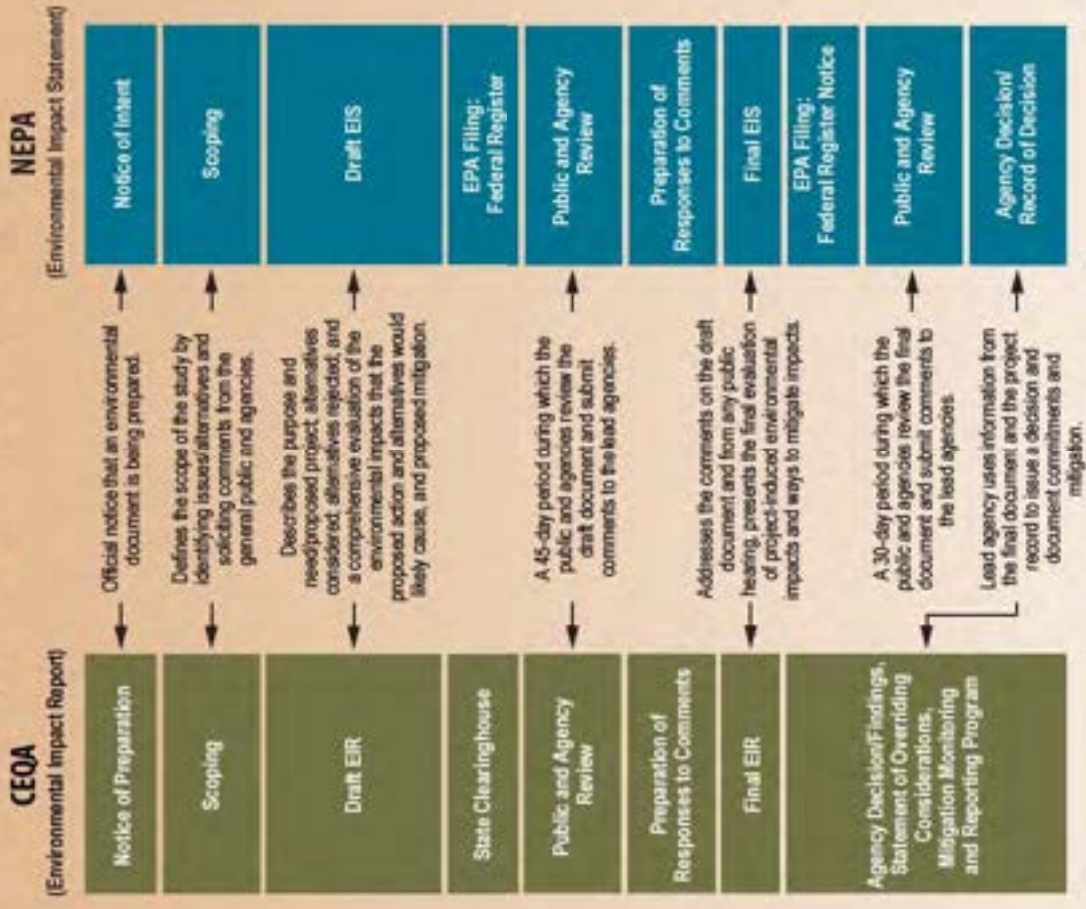 CEQA
(Environmental Impact Report)
Notice of Preparation
Scoping
Draft EIR
State Clearinghouse
Public and Agency
Review
Preparation of
Responses to Comments
Final EIR
Agency Decision/Findings,
Statement of Overriding
Considerations,
Mitigation Monitoring
and Reporting Program
Official notice that an environmental
document is being prepared.
Defines the scope of the study by
identifying issues/alternatives and
soliciting comments from the
general public and agencies.
Describes the purpose and
need/proposed project, alternatives
considered, alternatives rejected, and
a comprehensive evaluation of the
environmental impacts that the
proposed action and alternatives would
likely cause, and proposed mitigation.
A 45-day period during which the
public and agencies review the
draft document and submit
comments to the lead agencies.
Addresses the comments on the draft
document and from any public
hearing, presents the final evaluation
of project-induced environmental
impacts and ways to mitigate impacts.
A 30-day period during which the
public and agencies review the final
document and submit comments to
the lead agencies.
Lead agency uses information from
the final document and the project
record to issue a decision and
document commitments and
mitigation.
NEPA
(Environmental Impact Statement)
Notice of Intent
Scoping
Draft EIS
EPA Filing:
Federal Register
Public and Agency
Review
Preparation of
Responses to Comments
Final EIS
EPA Filing:
Federal Register Notice
Public and Agency
Review
Agency Decision/
Record of Decision